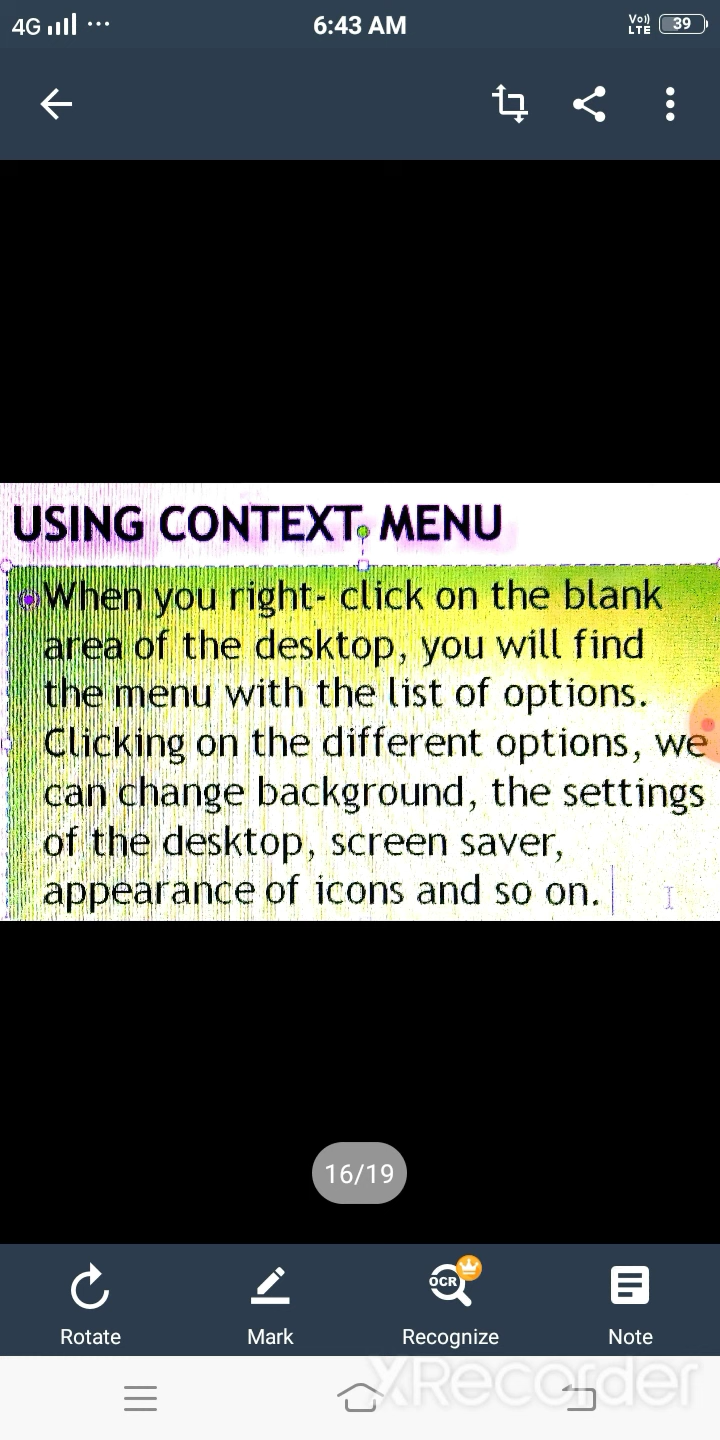 4G ... 6:43 AM Vo)) LTE 39
USING CONTEXT MENU
When you right- click on the blank
area of the desktop, you will find
the menu with the list of options.
Clicking on the different options, we
can change background, the settings
of the desktop, screen saver,
appearance of icons and so on.
16/19
OCR
Rotate Mark Recognize Note
XRecorder